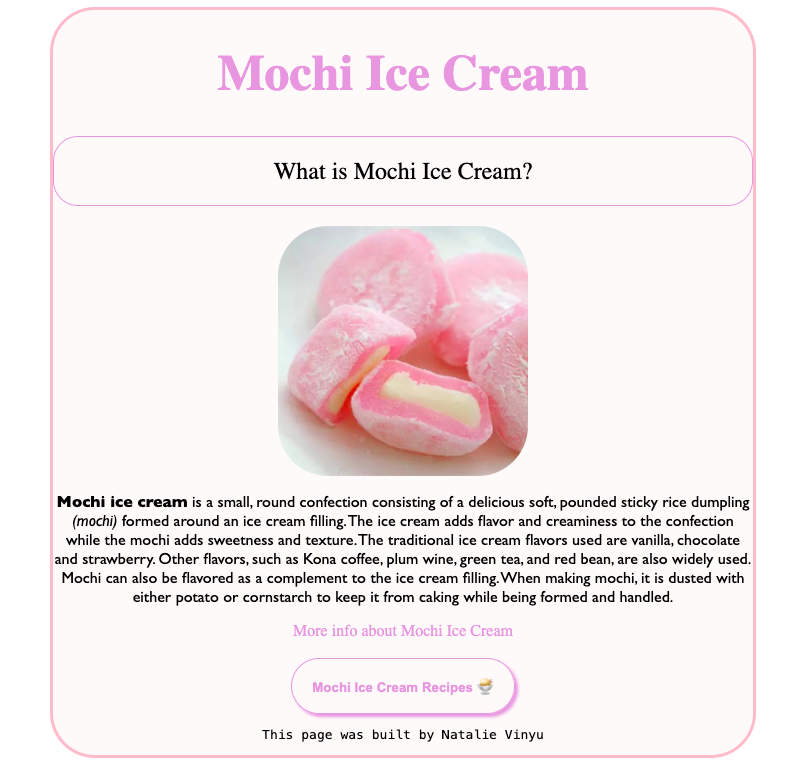 Mochi Ice Cream
What is Mochi Ice Cream?
Mochi ice cream is a small, round confection consisting of a delicious soft, pounded sticky rice dumpling
(mochi) formed around an ice cream filling. The ice cream adds flavor and creaminess to the confection
while the mochi adds sweetness and texture. The traditional ice cream flavors used are vanilla, chocolate
and strawberry. Other flavors, such as Kona coffee, plum wine, green tea, and red bean, are also widely used.
Mochi can also be flavored as a complement to the ice cream filling. When making mochi, it is dusted with
either potato or cornstarch to keep it from caking while being formed and handled.
More info about Mochi Ice Cream
Mochi Ice Cream Recipes 🍨
This page was built by Natalie Vinyu